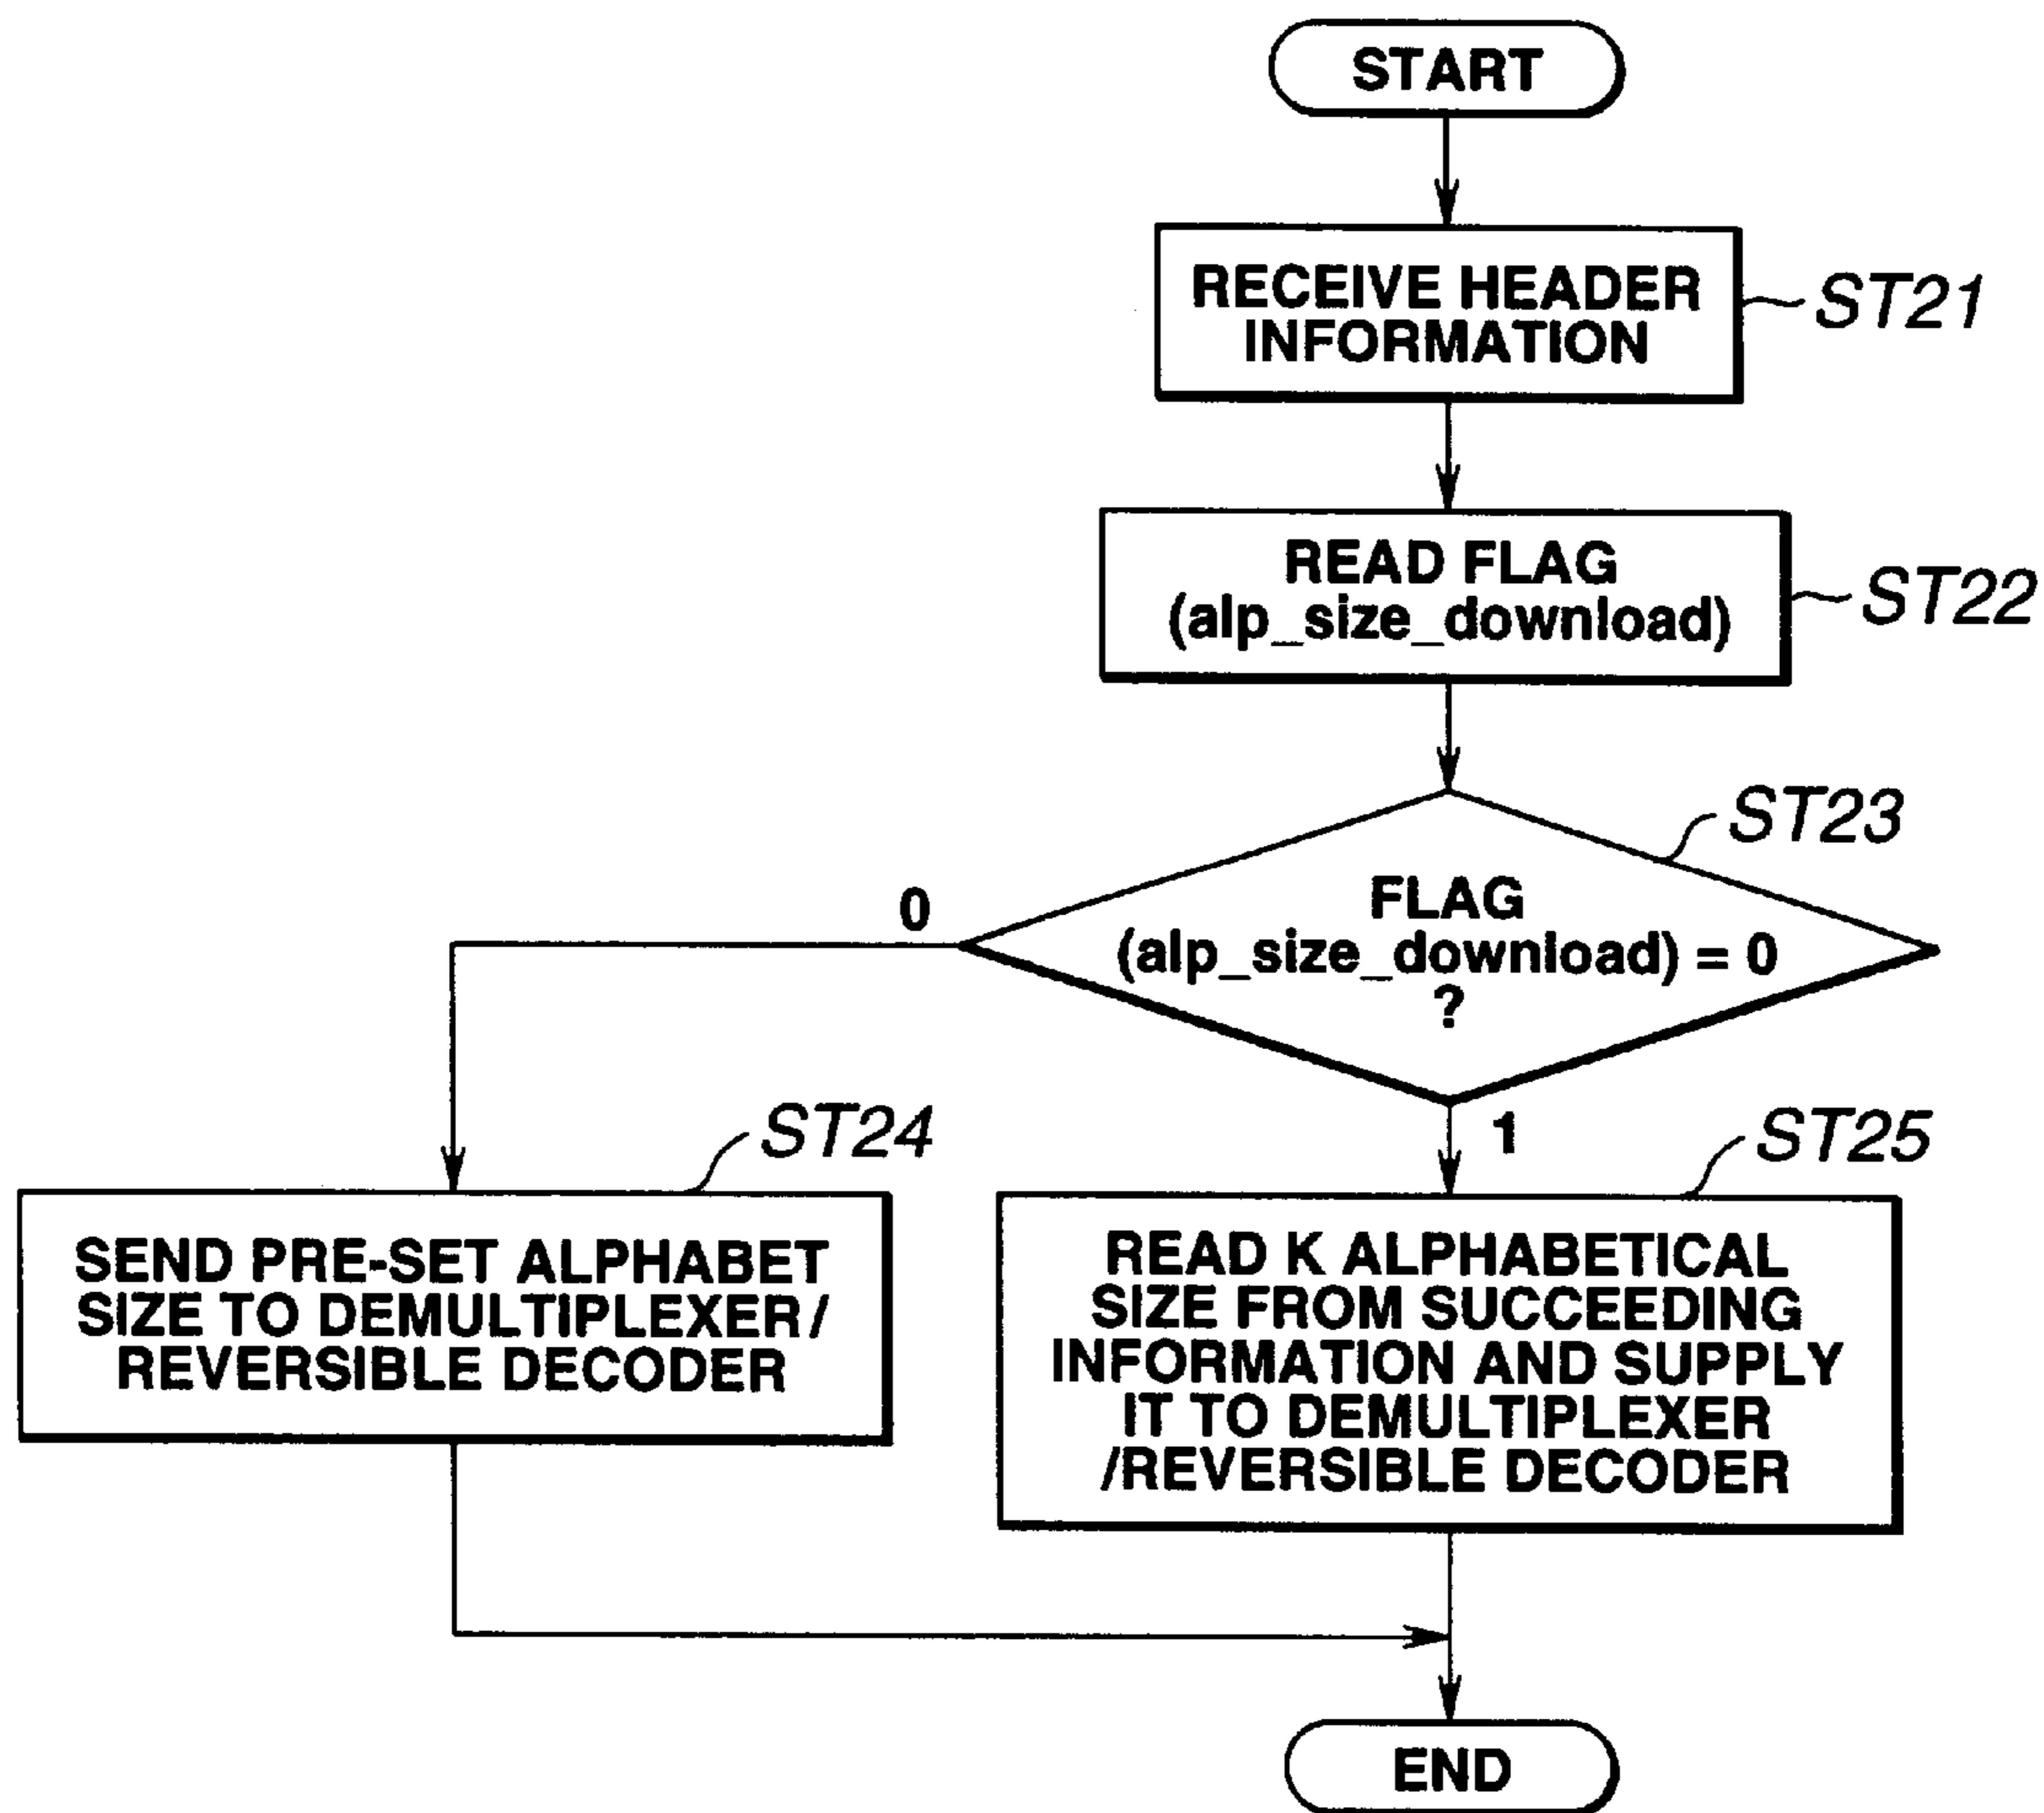 START
RECEIVE HEADER
INFORMATION
ST21
READ FLAG
(alp_size_download)
ST22
ST23
FLAG
(alp_size_download) = 0
?
0
1
ST24
SEND PRE-SET ALPHABET
SIZE TO DEMULTIPLEXER/
REVERSIBLE DECODER
ST25
READ K ALPHABETICAL
SIZE FROM SUCCEEDING
INFORMATION AND SUPPLY
IT TO DEMULTIPLEXER
/REVERSIBLE DECODER
END